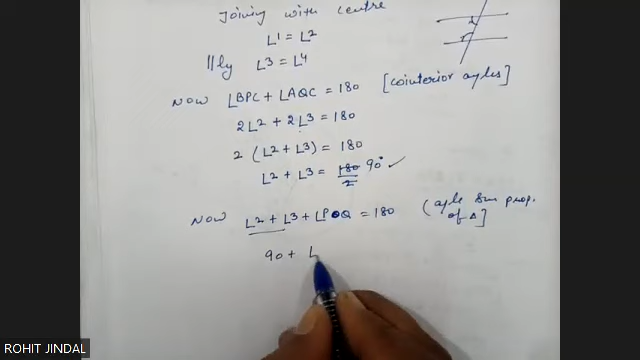 Joining with centre
∠1 = ∠2
||ly ∠3 = ∠4
Now ∠BPC + ∠AQC = 180 [cointerior angles]
2∠2 + 2∠3 = 180
2 (∠2 + ∠3) = 180
∠2 + ∠3 = 180/2 90° ✓
Now ∠2 + ∠3 + ∠POQ = 180 (angle sum prop. of Δ]
90 + ∠
ROHIT JINDAL